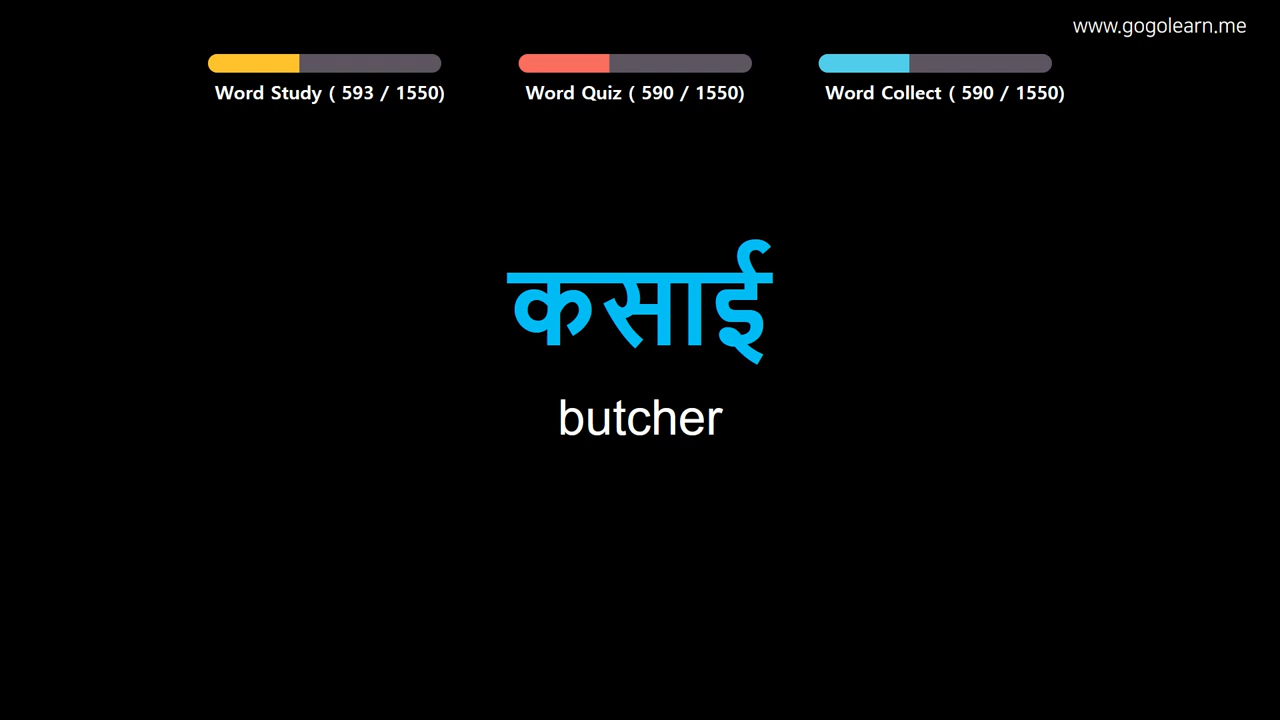 www.gogolearn.me
Word Study ( 593 / 1550)
Word Quiz ( 590 / 1550)
Word Collect ( 590 / 1550)
कसाई
butcher